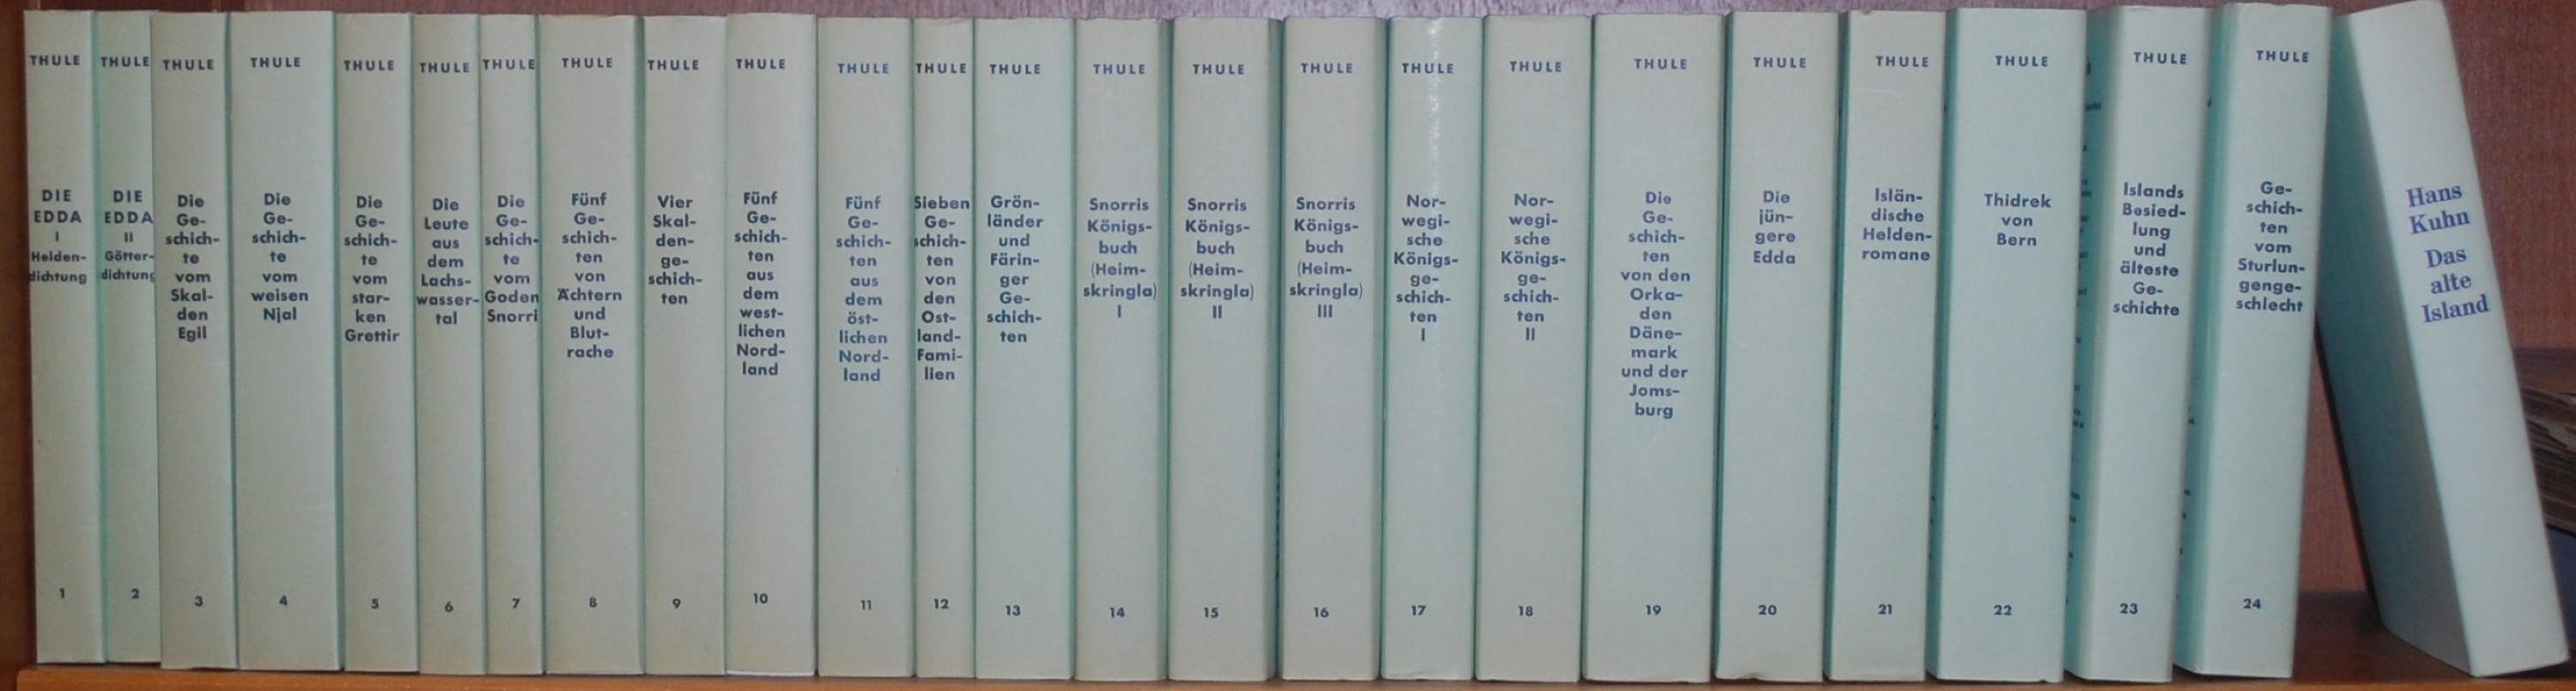 THULE
DIE
EDDA
I
Helden-
dichtung
1
THULE
DIE
EDDA
II
Götter-
dichtung
2
THULE
Die
Ge-
schich-
te
vom
Skal-
den
Egil
3
THULE
Die
Ge-
schich-
te
vom
weisen
Njal
4
THULE
Die
Ge-
schich-
te
vom
star-
ken
Grettir
5
THULE
Die
Leute
aus
dem
Lachs-
wasser-
tal
6
THULE
Die
Ge-
schich-
te
vom
Goden
Snorri
7
THULE
Fünf
Ge-
schich-
ten
von
Ächtern
und
Blut-
rache
8
THULE
Vier
Skal-
den-
ge-
schich-
ten
9
THULE
Fünf
Ge-
schich-
ten
aus
dem
west-
lichen
Nord-
land
10
THULE
Fünf
Ge-
schich-
ten
aus
dem
öst-
lichen
Nord-
land
11
THULE
Sieben
Ge-
schich-
ten
von
den
Ost-
land-
Fami-
lien
12
THULE
Grön-
länder
und
Färin-
ger
Ge-
schich-
ten
13
THULE
Snorris
Königs-
buch
(Heim-
skringla)
I
14
THULE
Snorris
Königs-
buch
(Heim-
skringla)
II
15
THULE
Snorris
Königs-
buch
(Heim-
skringla)
III
16
THULE
Nor-
wegi-
sche
Königs-
ge-
schich-
ten
I
17
THULE
Nor-
wegi-
sche
Königs-
ge-
schich-
ten
II
18
THULE
Die
Ge-
schich-
ten
von den
Orka-
den
Däne-
mark
und der
Joms-
burg
19
THULE
Die
jün-
gere
Edda
20
THULE
Islän-
dische
Helden-
romane
21
THULE
Thidrek
von
Bern
22
THULE
Islands
Besied-
lung
und
älteste
Ge-
schichte
23
THULE
Ge-
schich-
ten
vom
Sturlun-
genge-
schlecht
24
Hans
Kuhn
Das
alte
Island